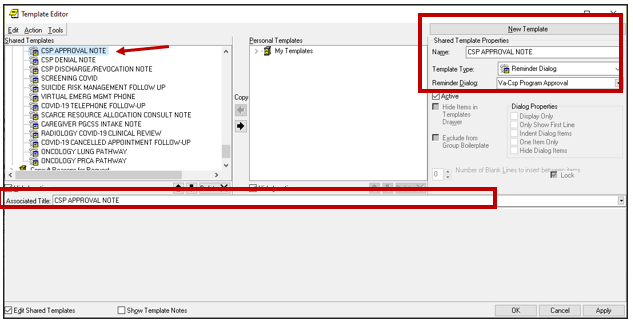 Template Editor
Edit Action Tools
New Template
Shared Templates
Personal Templates
Shared Template Properties
CSP APPROVAL NOTE
CSP DENIAL NOTE
CSP DISCHARGE/REVOCATION NOTE
SCREENING COVID
SUICIDE RISK MANAGEMENT FOLLOW UP
VIRTUAL EMERG MGMT PHONE
COVID-19 TELEPHONE FOLLOW-UP
SCARCE RESOURCE ALLOCATION CONSULT NOTE
CAREGIVER PGCSS INTAKE NOTE
RADIOLOGY COVID-19 CLINICAL REVIEW
COVID-19 CANCELLED APPOINTMENT FOLLOW-UP
ONCOLOGY LUNG PATHWAY
ONCOLOGY PRCA PATHWAY
My Templates
Copy
Name: CSP APPROVAL NOTE
Template Type: Reminder Dialog
Reminder Dialog: Va-Csp Program Approval
Active
Hide Items in
Templates
Drawer
Exclude from
Group Boilerplate
Dialog Properties
Display Only
Only Show First Line
Indent Dialog Items
One Item Only
Hide Dialog Items
0 Number of Blank Lines to insert between items
Lock
Associated Title: CSP APPROVAL NOTE
Edit Shared Templates
Show Template Notes
OK
Cancel
Apply